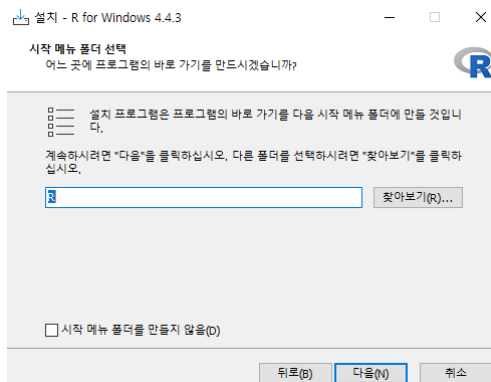 설치 - R for Windows 4.4.3
시작 메뉴 폴더 선택
어느 곳에 프로그램의 바로 가기를 만드시겠습니까?
R
설치 프로그램은 프로그램의 바로 가기를 다음 시작 메뉴 폴더에 만들 것입니
다.
계속하시려면 "다음"을 클릭하십시오. 다른 폴더를 선택하시려면 "찾아보기"를 클릭하
십시오.
R
찾아보기(R)...
시작 메뉴 폴더를 만들지 않음(D)
뒤로(B)
다음(N)
취소